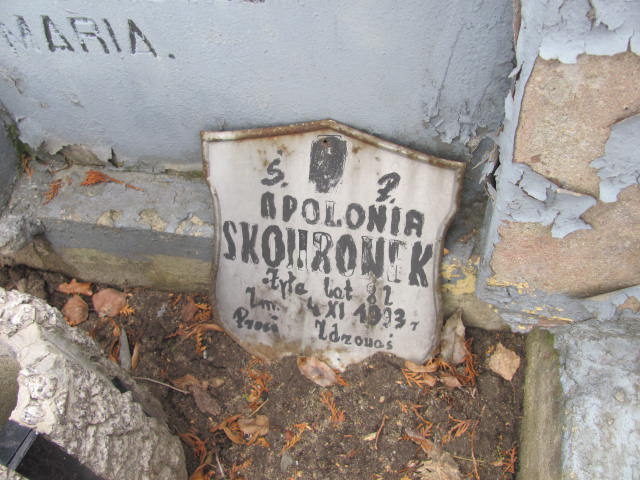 MARIA.
Ś. P.
APOLONIA
SKOWRONEK
Żyła lat 82
Zm. 4 XI 1993 r
Prosi Zdrowaś